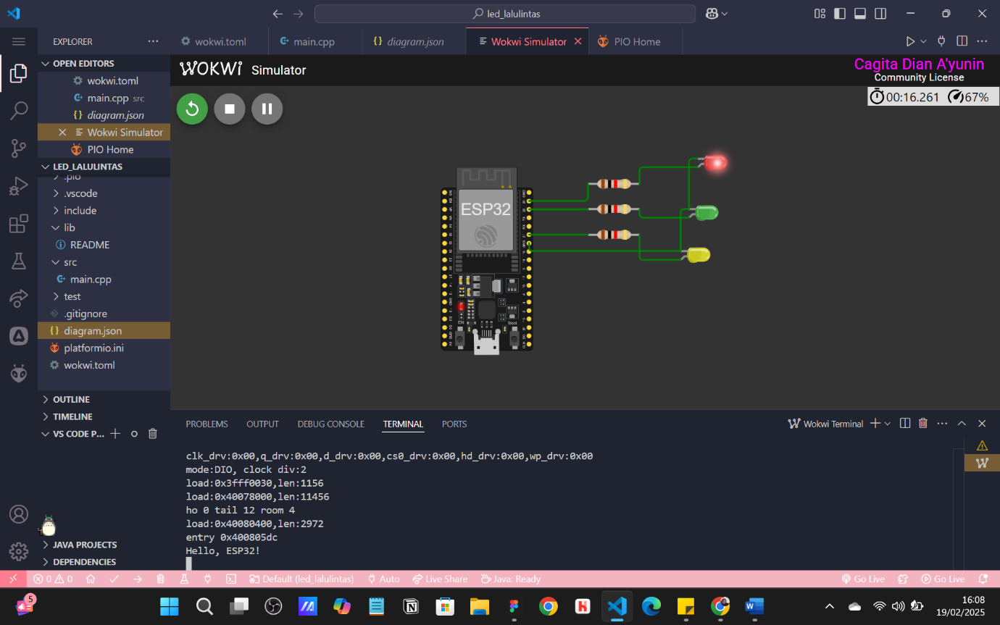 led_lalulintas
EXPLORER
wokwi.toml
main.cpp
{} diagram.json
Wokwi Simulator
PIO Home
OPEN EDITORS
wokwi.toml
main.cpp src
{} diagram.json
Wokwi Simulator
PIO Home
LED_LALULINTAS
.pio
.vscode
include
lib
README
src
main.cpp
test
.gitignore
{} diagram.json
platformio.ini
wokwi.toml
OUTLINE
TIMELINE
VS CODE P...
JAVA PROJECTS
DEPENDENCIES
WOKWI Simulator
Cagita Dian A'yunin
Community License
00:16.261 67%
ESP32
EN
Boot
PROBLEMS OUTPUT DEBUG CONSOLE TERMINAL PORTS
Wokwi Terminal
clk_drv:0x00,q_drv:0x00,d_drv:0x00,cs0_drv:0x00,hd_drv:0x00,wp_drv:0x00
mode:DIO, clock div:2
load:0x3fff0030,len:1156
load:0x40078000,len:11456
ho 0 tail 12 room 4
load:0x40080400,len:2972
entry 0x400805dc
Hello, ESP32!
0 0 Default (led_lalulintas) Auto Live Share Java: Ready Go Live Go Live
5
16:08
19/02/2025